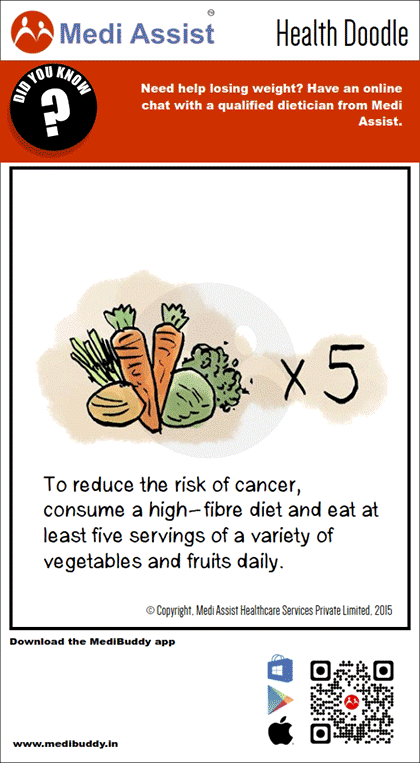 Medi Assist
Health Doodle
DID YOU KNOW
?
Need help losing weight? Have an online
chat with a qualified dietician from Medi
Assist.
x 5
To reduce the risk of cancer,
consume a high-fibre diet and eat at
least five servings of a variety of
vegetables and fruits daily.
© Copyright, Medi Assist Healthcare Services Private Limited, 2015
Download the MediBuddy app
www.medibuddy.in